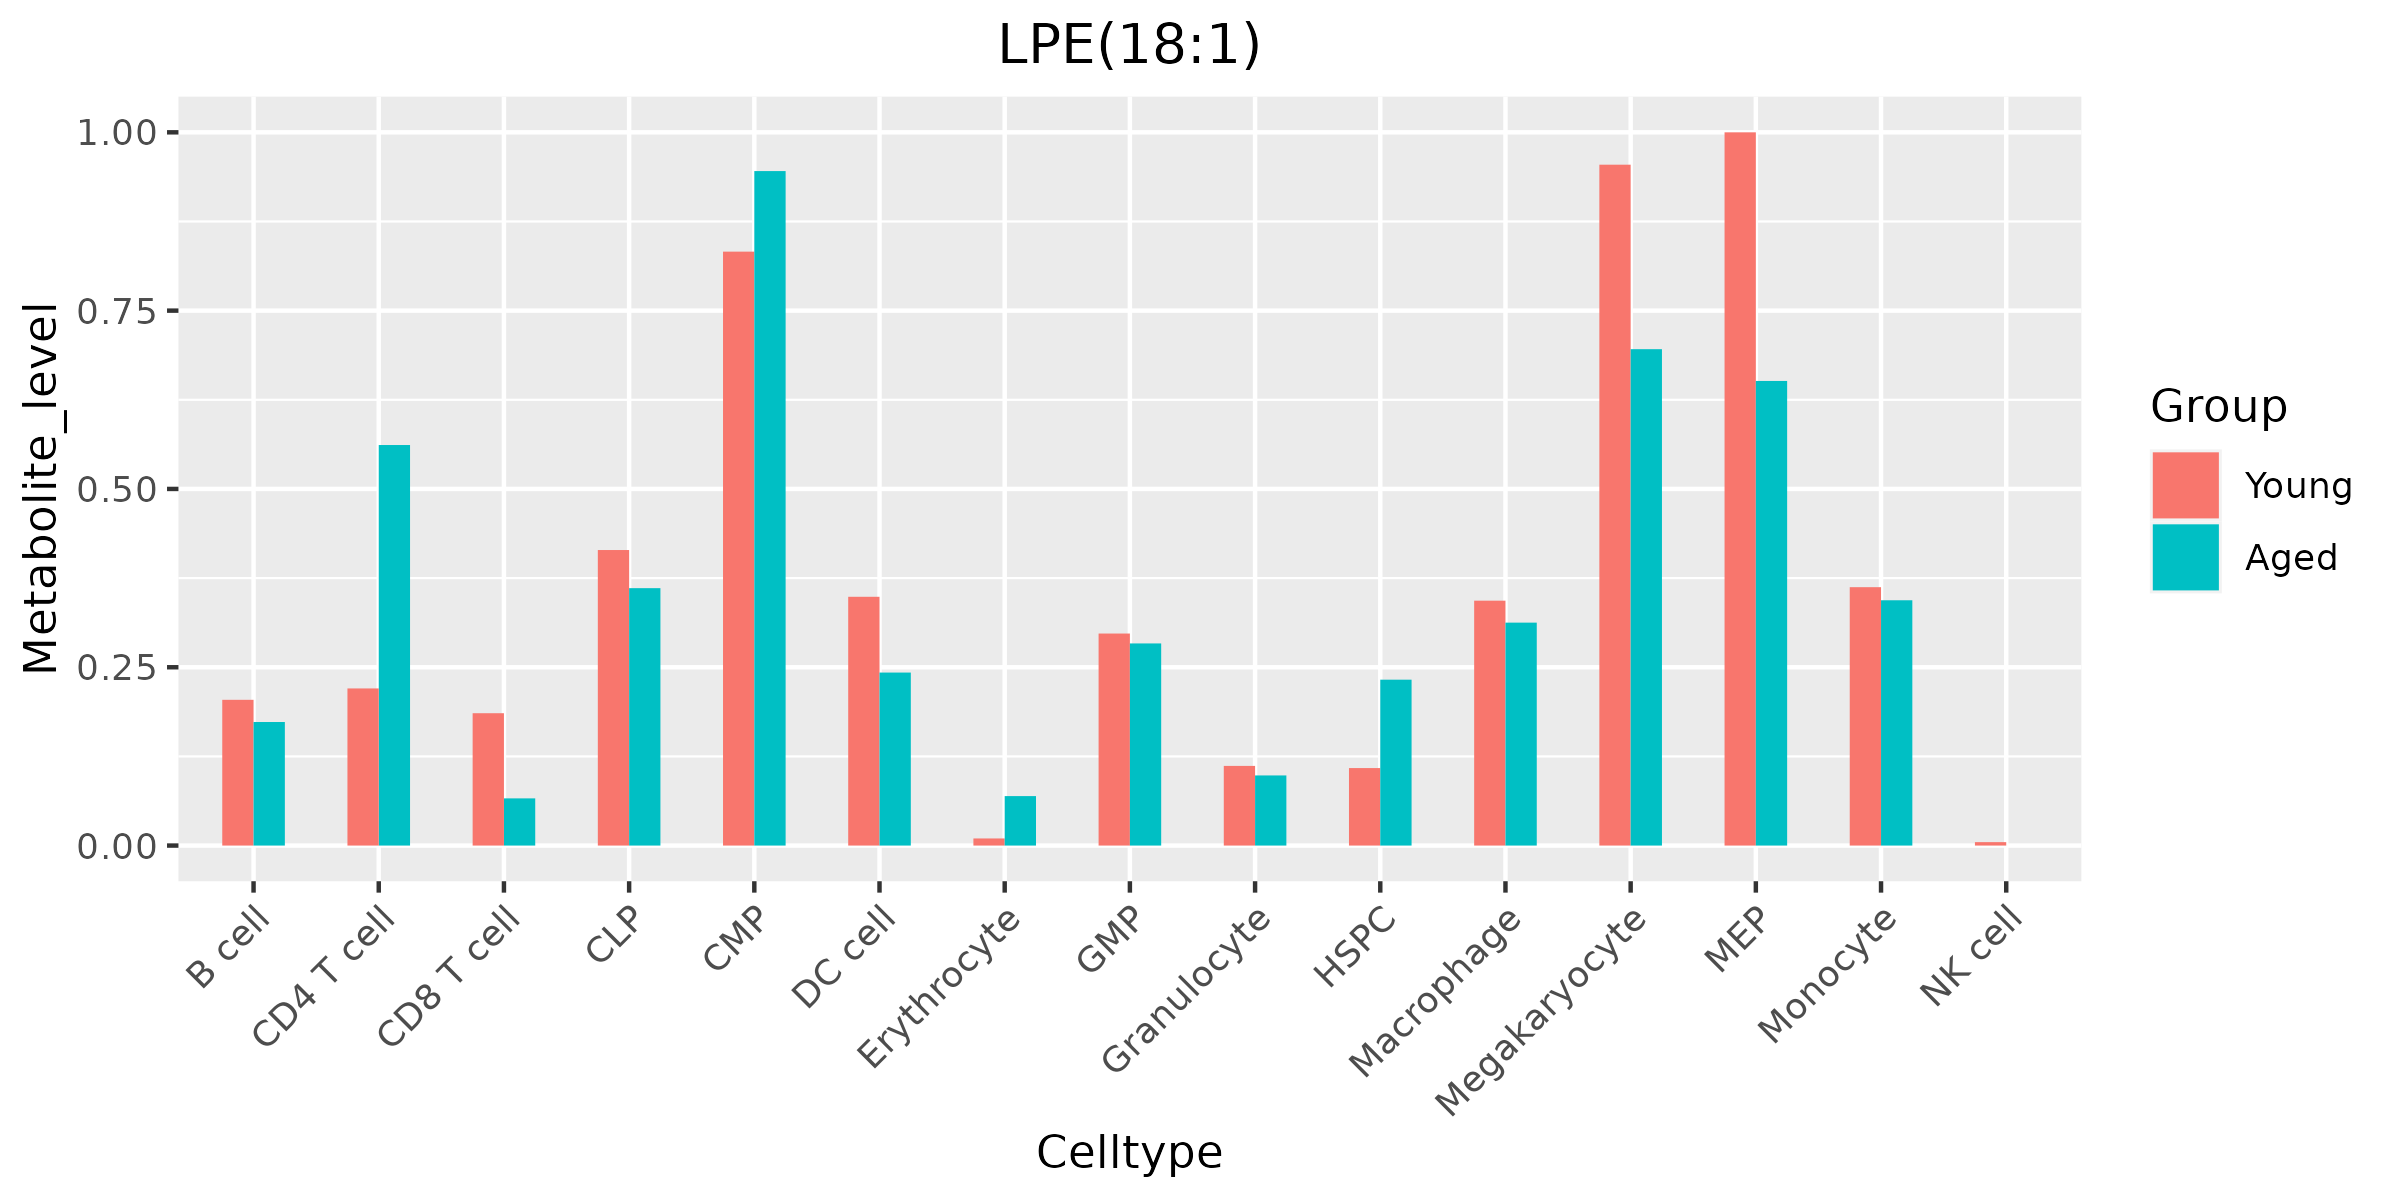 LPE(18:1)
Metabolite_level
1.00
0.75
0.50
0.25
0.00
B cell
CD4 T cell
CD8 T cell
CLP
CMP
DC cell
Erythrocyte
GMP
Granulocyte
HSPC
Macrophage
Megakaryocyte
MEP
Monocyte
NK cell
Celltype
Group
Young
Aged